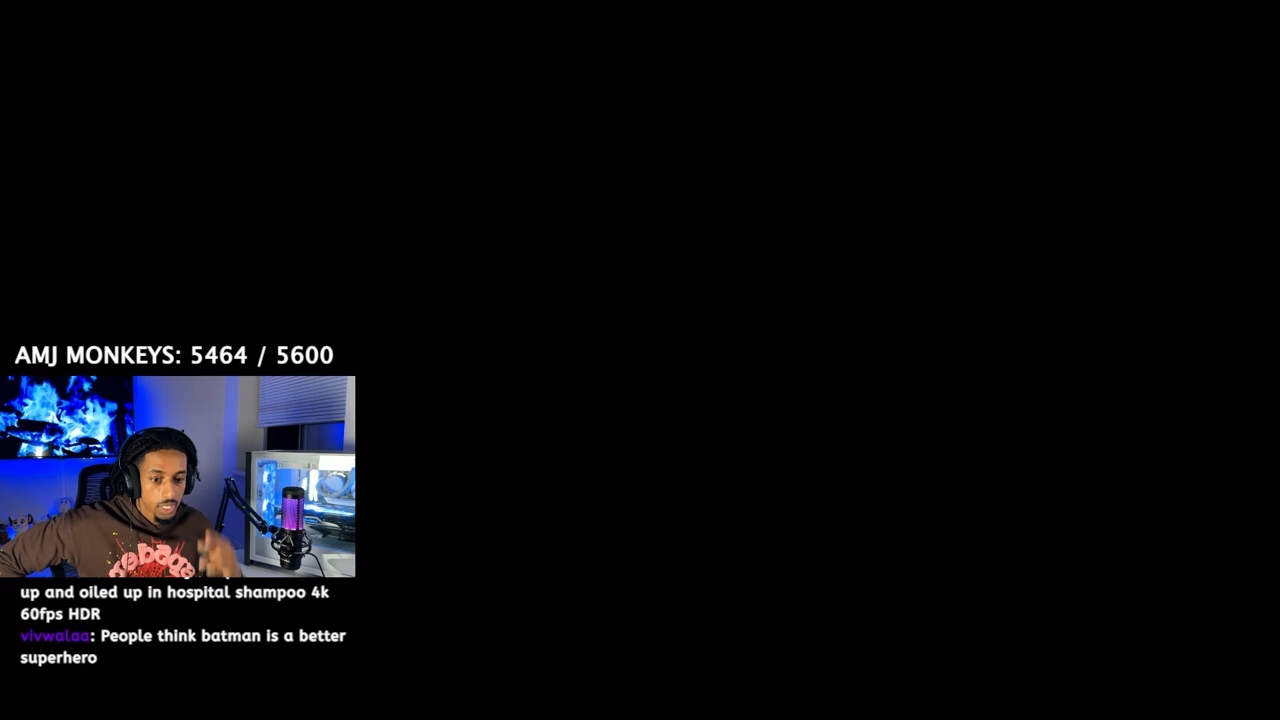 AMJ MONKEYS: 5464 / 5600
up and oiled up in hospital shampoo 4k
60fps HDR
vivwalaa: People think batman is a better
superhero